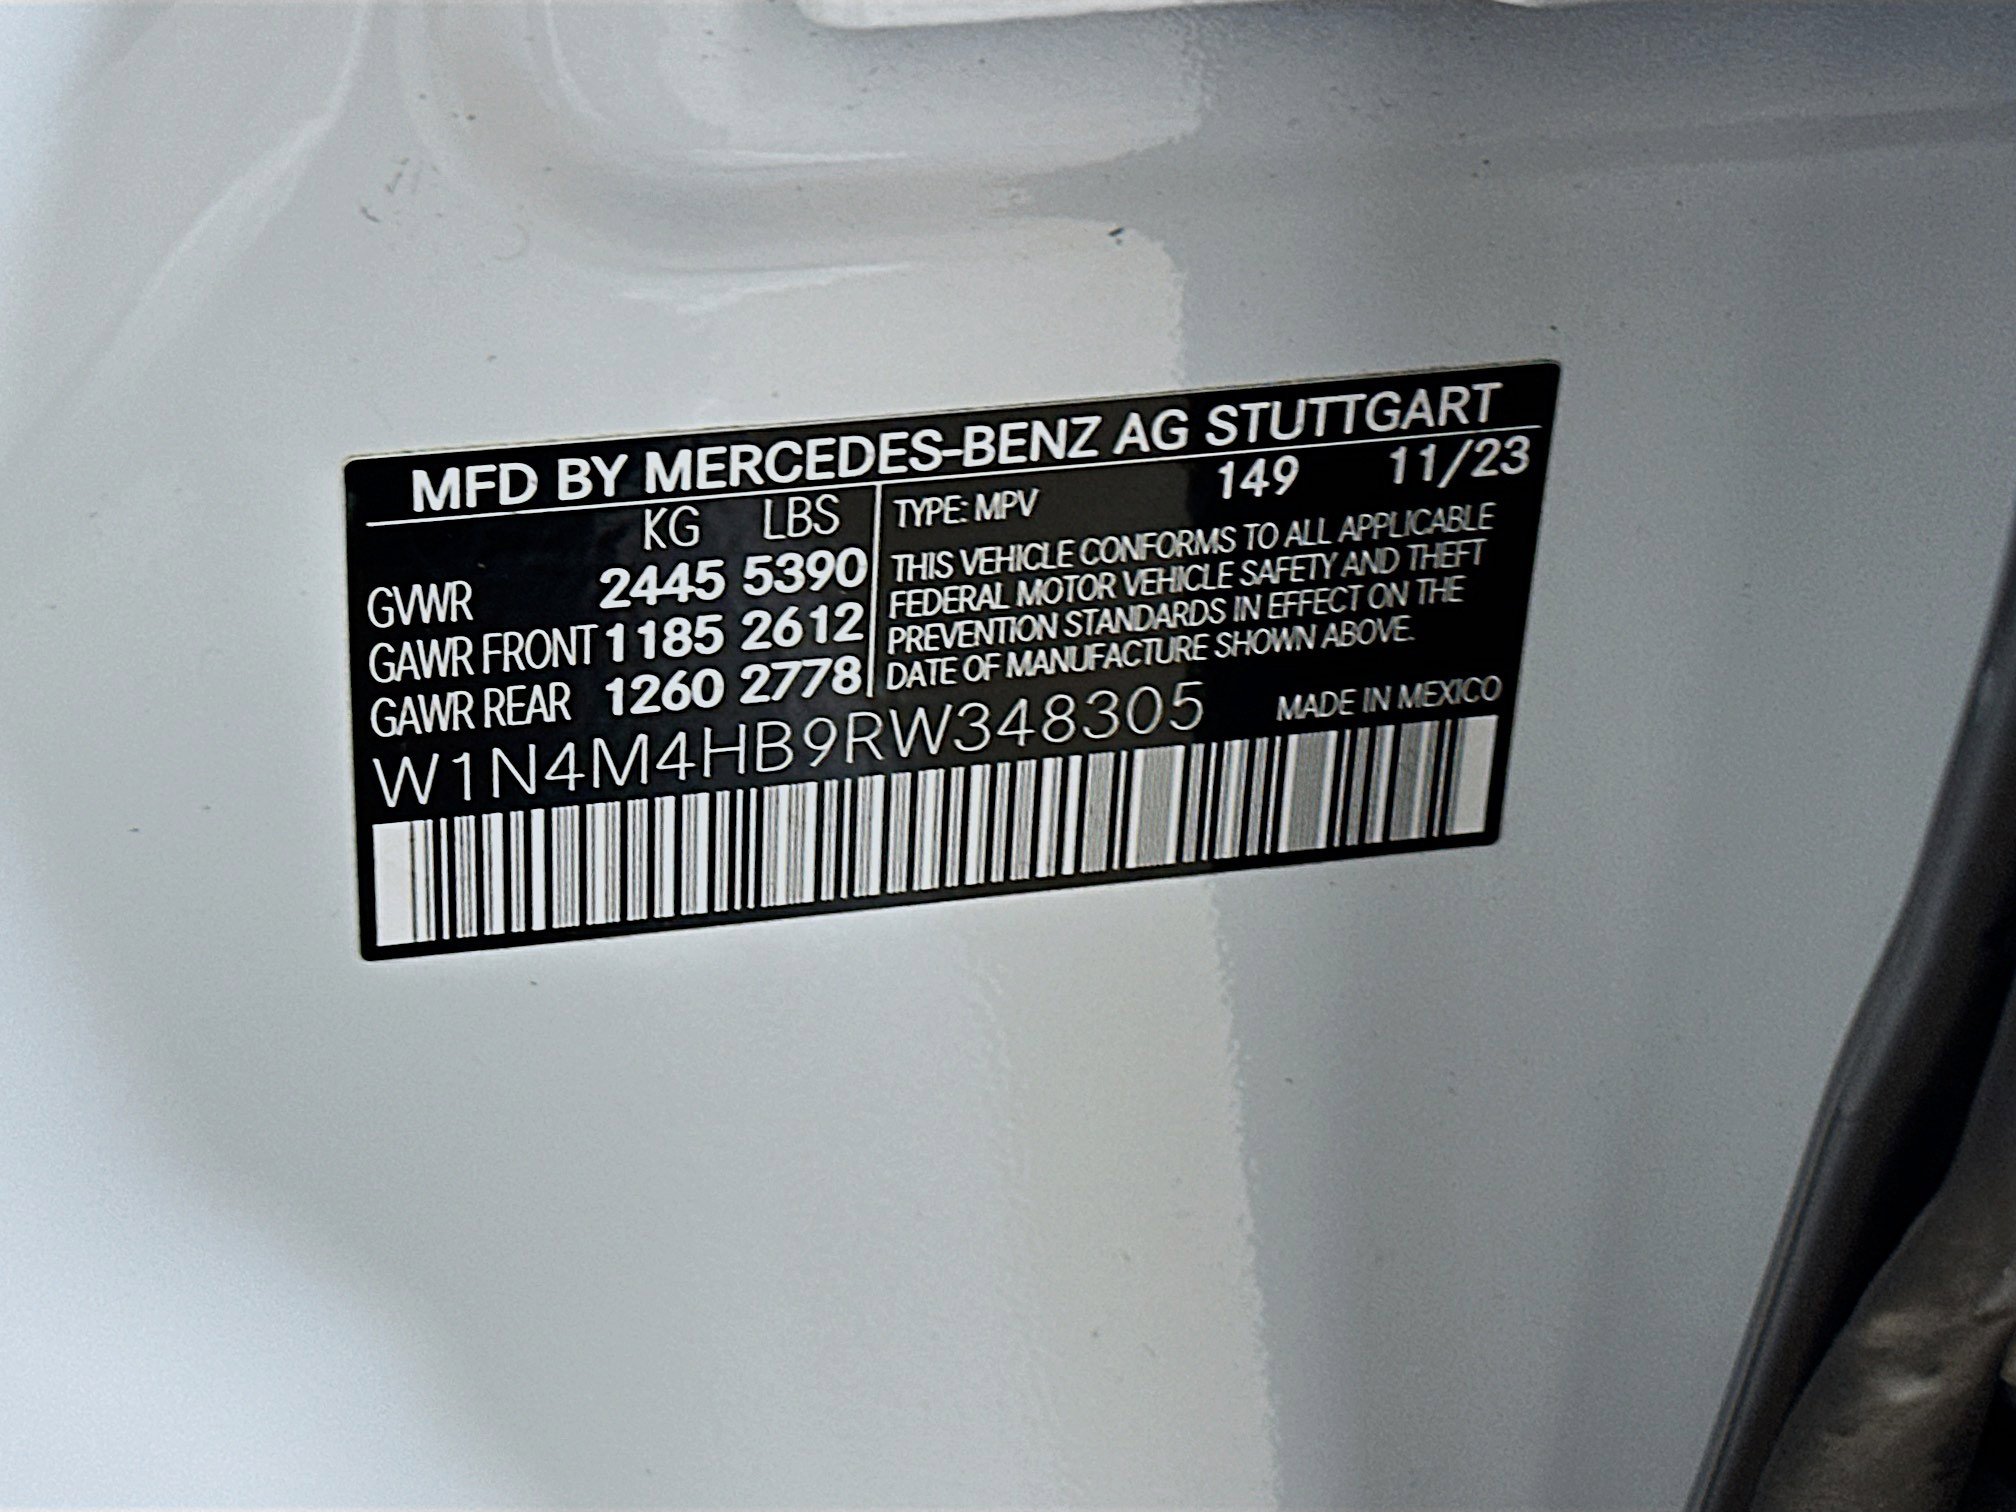 MFD BY MERCEDES-BENZ AG STUTTGART
KG LBS
GVWR 2445 5390
GAWR FRONT 1185 2612
GAWR REAR 1260 2778
TYPE: MPV 149 11/23
THIS VEHICLE CONFORMS TO ALL APPLICABLE
FEDERAL MOTOR VEHICLE SAFETY AND THEFT
PREVENTION STANDARDS IN EFFECT ON THE
DATE OF MANUFACTURE SHOWN ABOVE.
W1N4M4HB9RW348305 MADE IN MEXICO